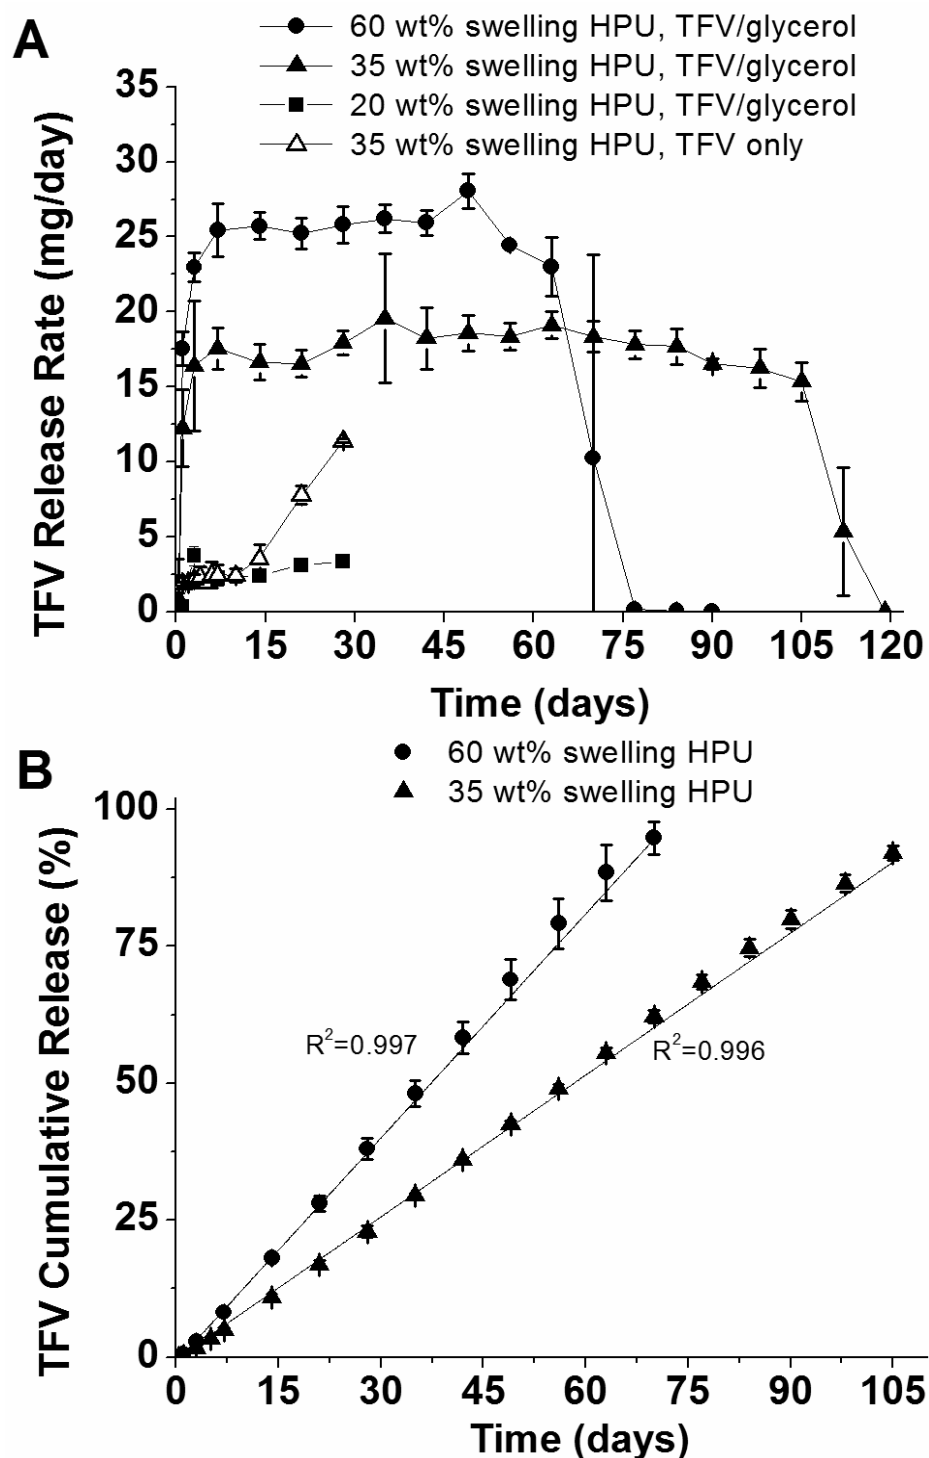 A
60 wt% swelling HPU, TFV/glycerol
35 wt% swelling HPU, TFV/glycerol
20 wt% swelling HPU, TFV/glycerol
35 wt% swelling HPU, TFV only
TFV Release Rate (mg/day)
35
30
25
20
15
10
5
0
0 15 30 45 60 75 90 105 120
Time (days)
B
60 wt% swelling HPU
35 wt% swelling HPU
TFV Cumulative Release (%)
100
75
50
25
0
R²=0.997
R²=0.996
0 15 30 45 60 75 90 105
Time (days)